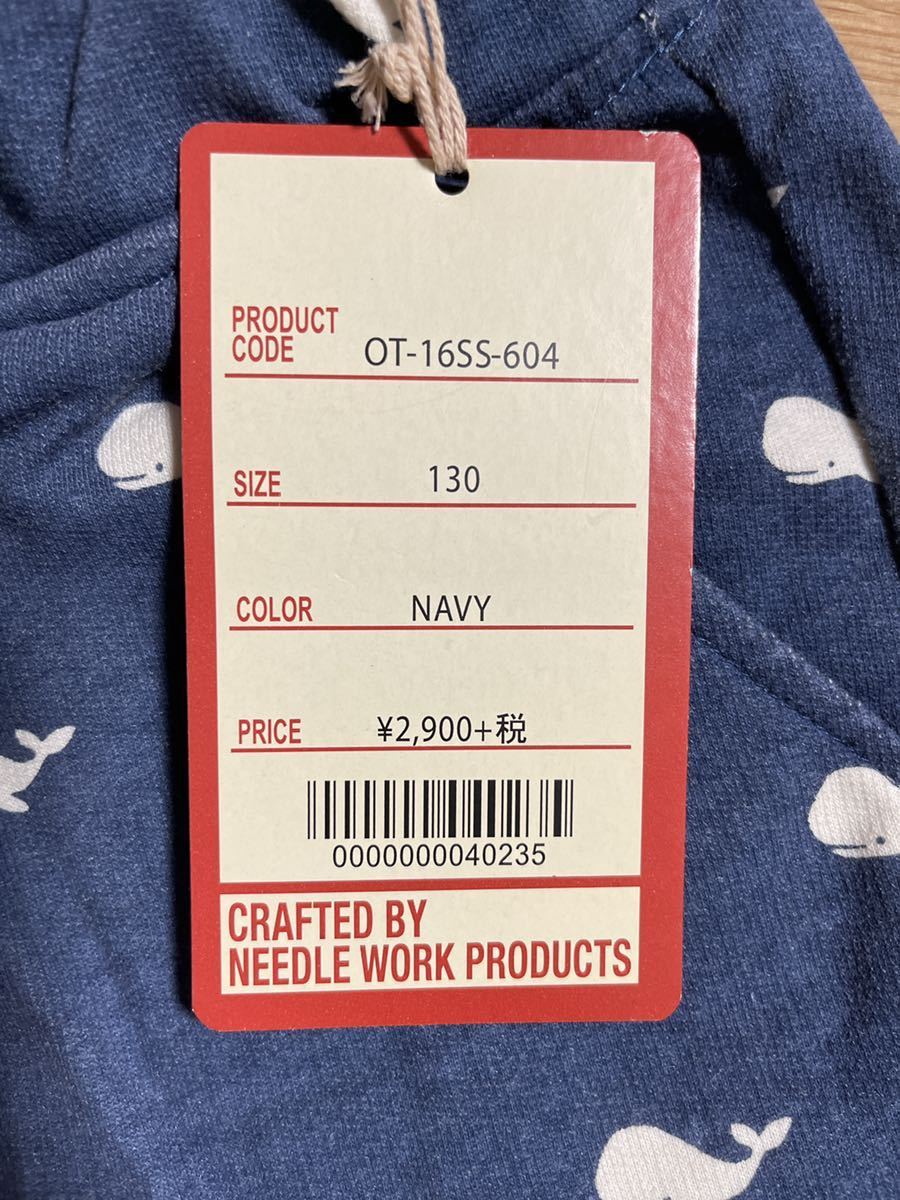 PRODUCT
CODE OT-16SS-604
SIZE 130
COLOR NAVY
PRICE ¥2,900+税
0000000040235
CRAFTED BY
NEEDLE WORK PRODUCTS